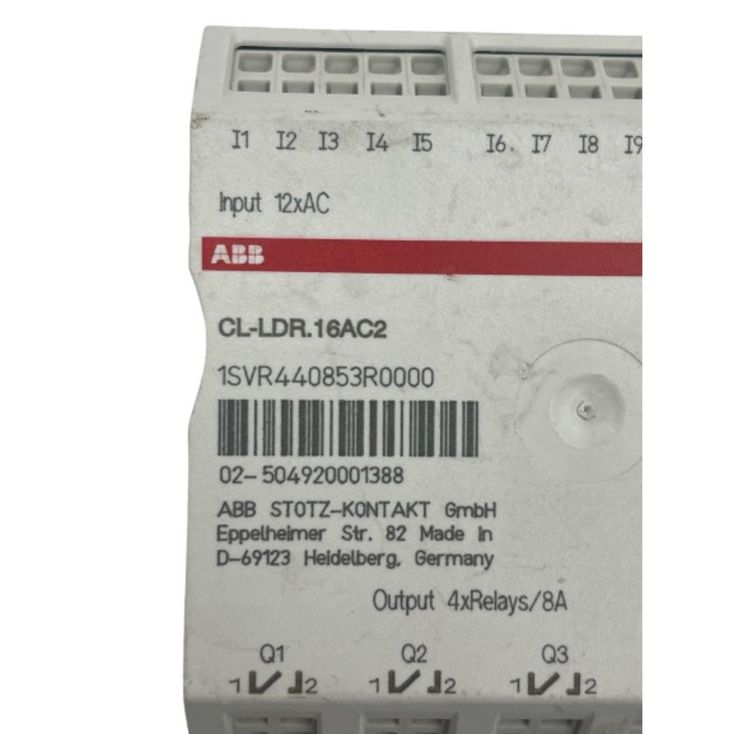 I1 I2 I3 I4 I5 I6. I7 I8 I9
Input 12xAC
ABB
CL-LDR.16AC2
1SVR440853R0000
02-504920001388
ABB STOTZ-KONTAKT GmbH
Eppelheimer Str. 82 Made in
D-69123 Heidelberg, Germany
Output 4xRelays/8A
Q1 Q2 Q3
1 2 1 2 1 2